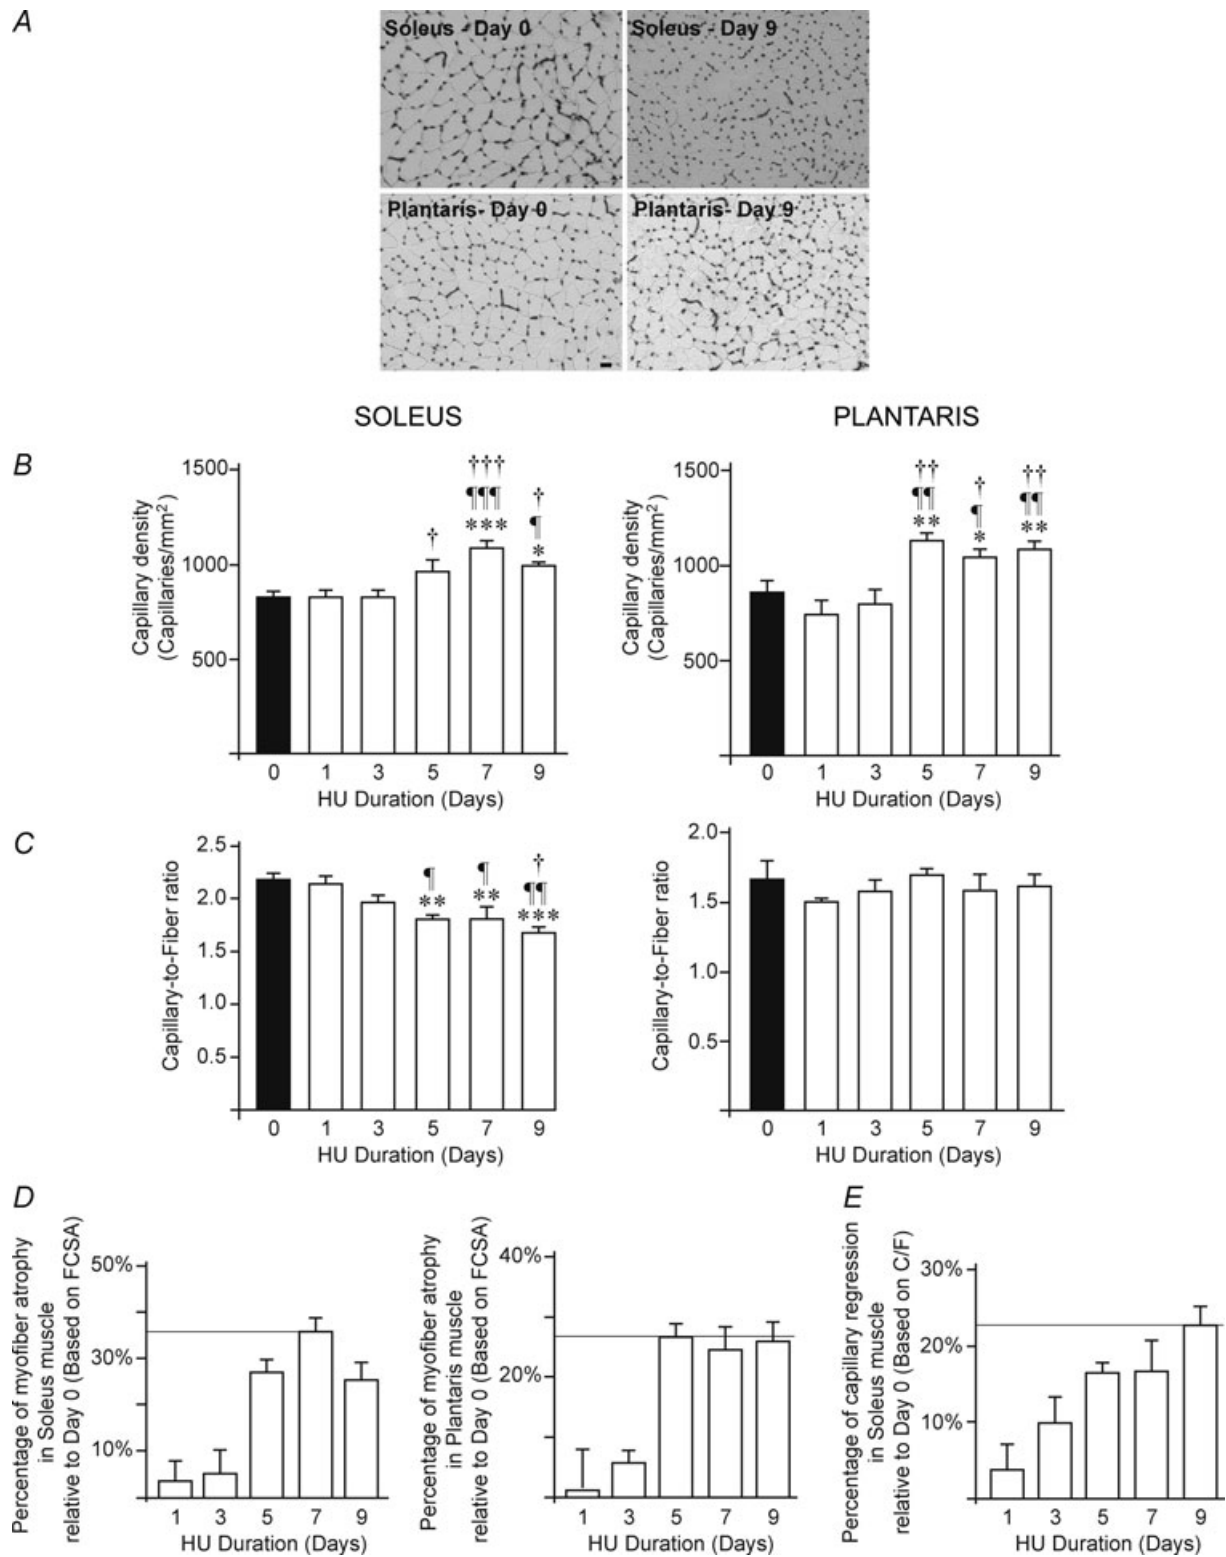 A
Soleus - Day 0
Soleus - Day 9
Plantaris- Day 0
Plantaris- Day 9
SOLEUS
PLANTARIS
B
Capillary density
(Capillaries/mm²)
1500
1000
500
†
†††
¶¶¶
***
†
¶
*
0 1 3 5 7 9
HU Duration (Days)
Capillary density
(Capillaries/mm²)
1500
1000
500
††
¶¶
**
†
¶
*
††
¶¶
**
0 1 3 5 7 9
HU Duration (Days)
C
Capillary-to-Fiber ratio
2.5
2.0
1.5
1.0
0.5
¶
**
¶
**
†
¶¶
***
0 1 3 5 7 9
HU Duration (Days)
Capillary-to-Fiber ratio
2.0
1.5
1.0
0.5
0 1 3 5 7 9
HU Duration (Days)
D
Percentage of myofiber atrophy
in Soleus muscle
relative to Day 0 (Based on FCSA)
50%
30%
10%
1 3 5 7 9
HU Duration (Days)
Percentage of myofiber atrophy
in Plantaris muscle
relative to Day 0 (Based on FCSA)
40%
20%
1 3 5 7 9
HU Duration (Days)
E
Percentage of capillary regression
in Soleus muscle
relative to Day 0 (Based on C/F)
30%
20%
10%
1 3 5 7 9
HU Duration (Days)